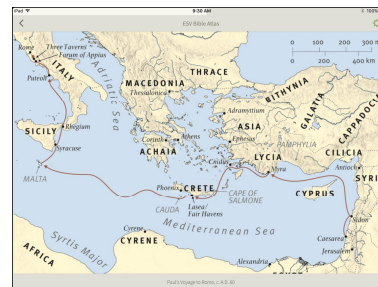 iPad
9:30 AM
100%
ESV Bible Atlas
Rome
Three Taverns
Forum of Appius
ITALY
Puteoli
Adriatic Sea
THRACE
MACEDONIA
Thessalonica
BITHYNIA
0 100 200
0 200 400 km
GALATIA
CAPPADOCIA
Adramyttium
ASIA
SICILY
Rhegium
Syracuse
MALTA
Corinth
Athens
ACHAIA
Ephesus
PAMPHYLIA
Cnidus
LYCIA
Myra
CILICIA
Antioch
SYRI
Phoenix
CRETE
CAUDA
Lasea/
Fair Havens
CAPE OF
SALMONE
CYPRUS
Sidon
Mediterranean Sea
Syrtis Major
AFRICA
Cyrene
CYRENE
Caesarea
Jerusalem
Alexandria
Paul's Voyage to Rome, c. A.D. 60